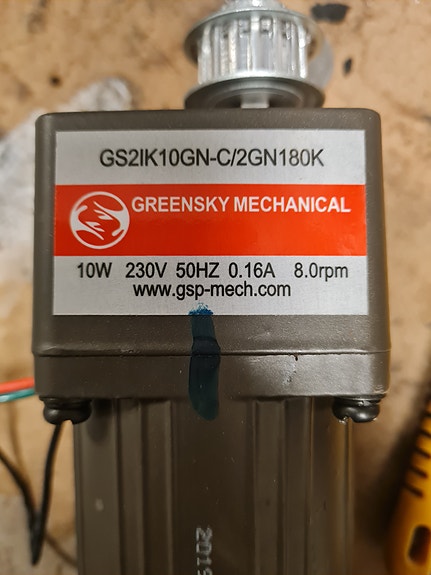 GS2IK10GN-C/2GN180K
GREENSKY MECHANICAL
10W 230V 50HZ 0.16A 8.0rpm
www.gsp-mech.com